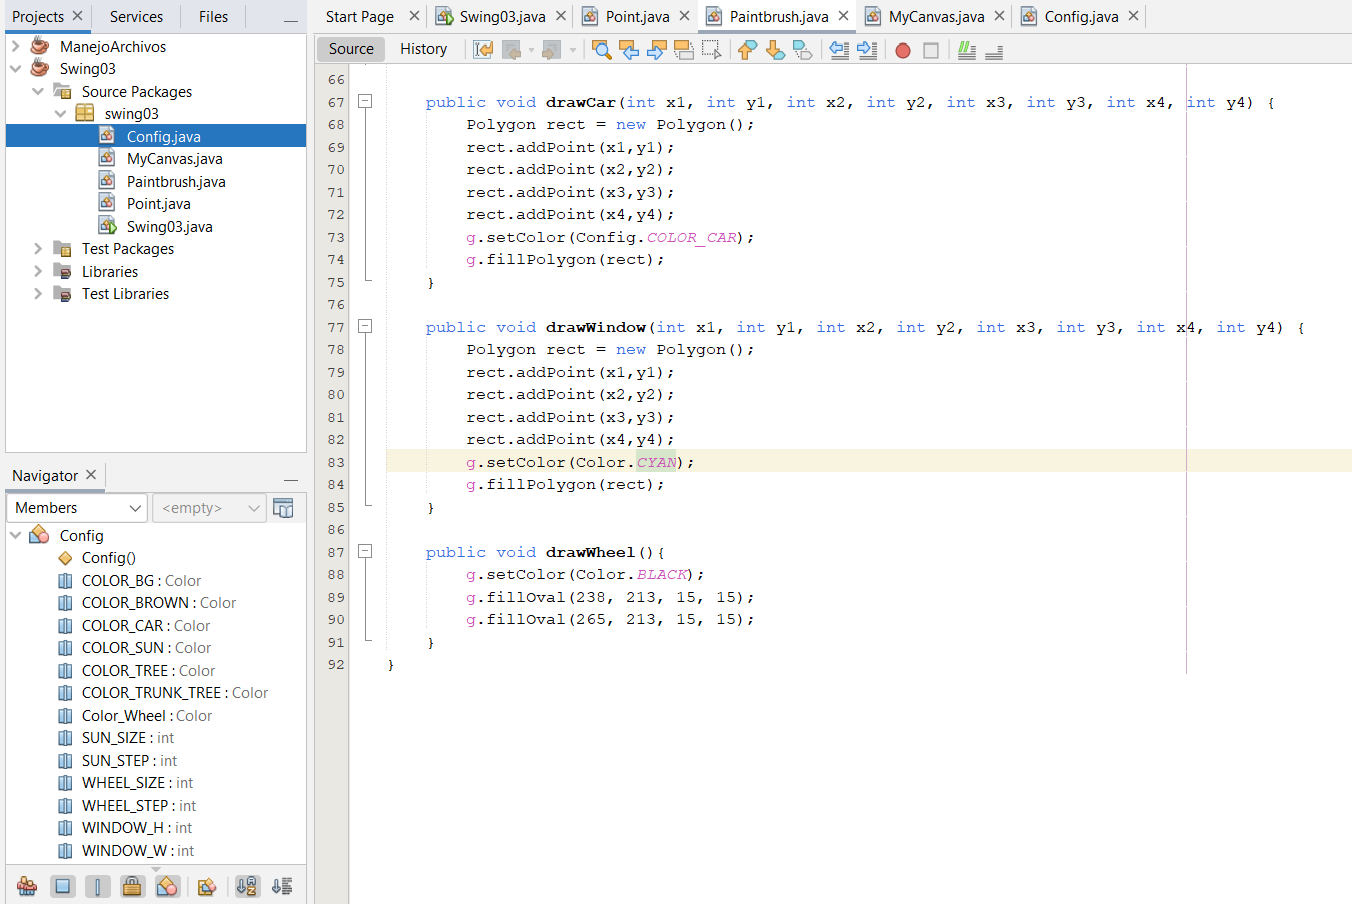 Projects
Services
Files
ManejoArchivos
Swing03
Source Packages
swing03
Config.java
MyCanvas.java
Paintbrush.java
Point.java
Swing03.java
Test Packages
Libraries
Test Libraries
Navigator
Members
<empty>
Config
Config()
COLOR_BG : Color
COLOR_BROWN : Color
COLOR_CAR : Color
COLOR_SUN : Color
COLOR_TREE : Color
COLOR_TRUNK_TREE : Color
Color_Wheel : Color
SUN_SIZE : int
SUN_STEP : int
WHEEL_SIZE : int
WHEEL_STEP : int
WINDOW_H : int
WINDOW_W : int
Start Page
Swing03.java
Point.java
Paintbrush.java
MyCanvas.java
Config.java
Source
History
66
67 public void drawCar(int x1, int y1, int x2, int y2, int x3, int y3, int x4, int y4) {
68 Polygon rect = new Polygon();
69 rect.addPoint(x1,y1);
70 rect.addPoint(x2,y2);
71 rect.addPoint(x3,y3);
72 rect.addPoint(x4,y4);
73 g.setColor(Config.COLOR_CAR);
74 g.fillPolygon(rect);
75 }
76
77 public void drawWindow(int x1, int y1, int x2, int y2, int x3, int y3, int x4, int y4) {
78 Polygon rect = new Polygon();
79 rect.addPoint(x1,y1);
80 rect.addPoint(x2,y2);
81 rect.addPoint(x3,y3);
82 rect.addPoint(x4,y4);
83 g.setColor(Color.CYAN);
84 g.fillPolygon(rect);
85 }
86
87 public void drawWheel(){
88 g.setColor(Color.BLACK);
89 g.fillOval(238, 213, 15, 15);
90 g.fillOval(265, 213, 15, 15);
91 }
92 }